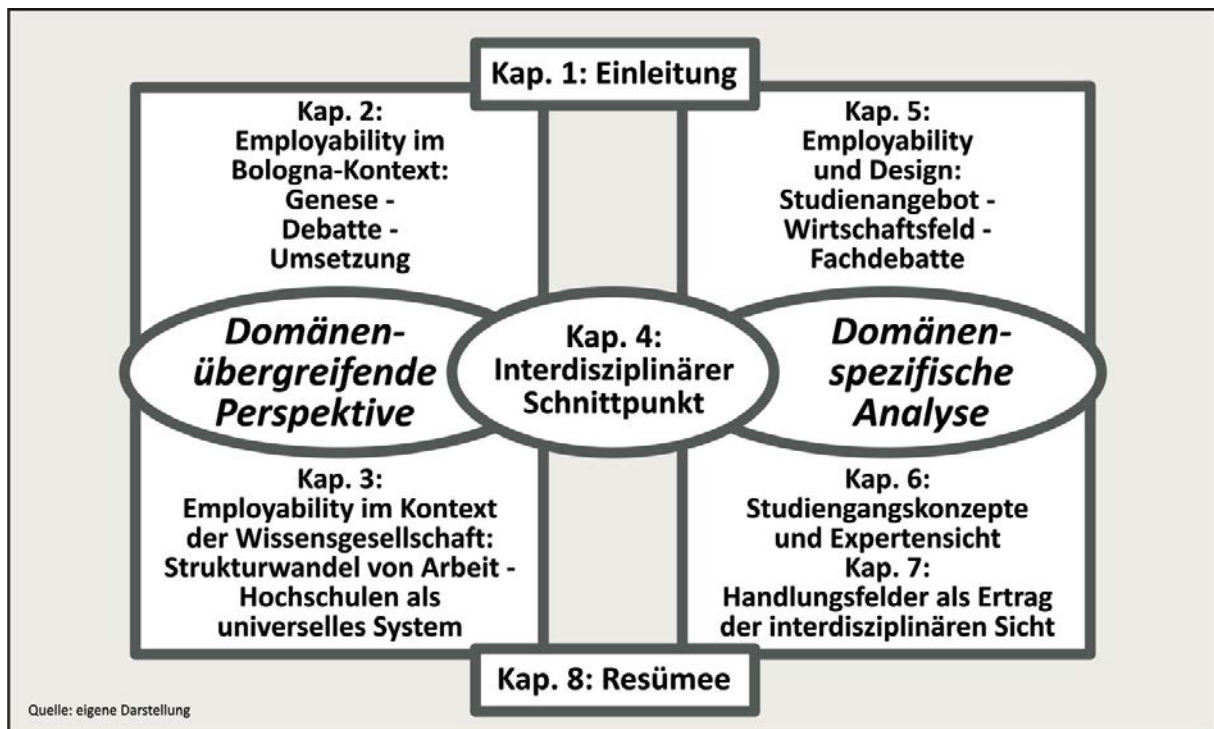 Kap. 1: Einleitung
Kap. 2:
Employability im
Bologna-Kontext:
Genese -
Debatte -
Umsetzung
Domänen-
übergreifende
Perspektive
Kap. 3:
Employability im Kontext
der Wissensgesellschaft:
Strukturwandel von Arbeit -
Hochschulen als
universelles System
Kap. 4:
Interdisziplinärer
Schnittpunkt
Kap. 5:
Employability
und Design:
Studienangebot -
Wirtschaftsfeld -
Fachdebatte
Domänen-
spezifische
Analyse
Kap. 6:
Studiengangskonzepte
und Expertensicht
Kap. 7:
Handlungsfelder als Ertrag
der interdisziplinären Sicht
Kap. 8: Resümee
Quelle: eigene Darstellung